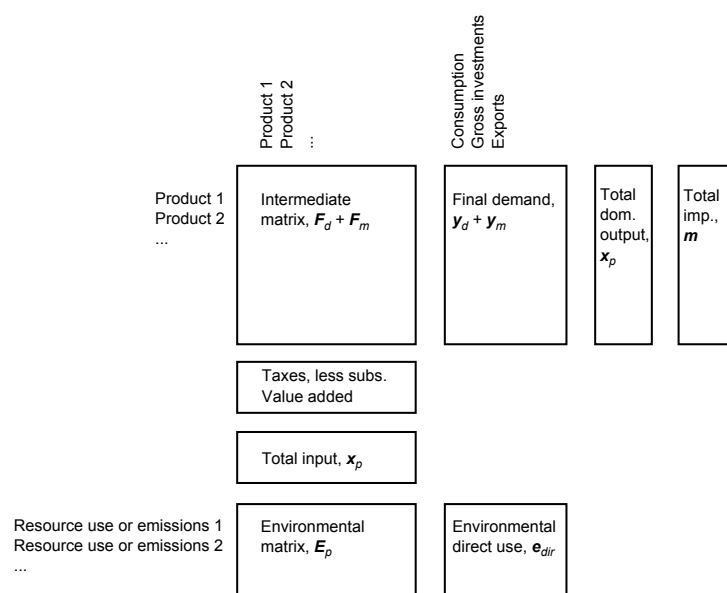 Product 1
Product 2
...
Consumption
Gross investments
Exports
Product 1
Product 2
...
Intermediate
matrix, F_d + F_m
Final demand,
y_d + y_m
Total
dom.
output,
x_p
Total
imp.,
m
Taxes, less subs.
Value added
Total input, x_p
Resource use or emissions 1
Resource use or emissions 2
...
Environmental
matrix, E_p
Environmental
direct use, e_dir